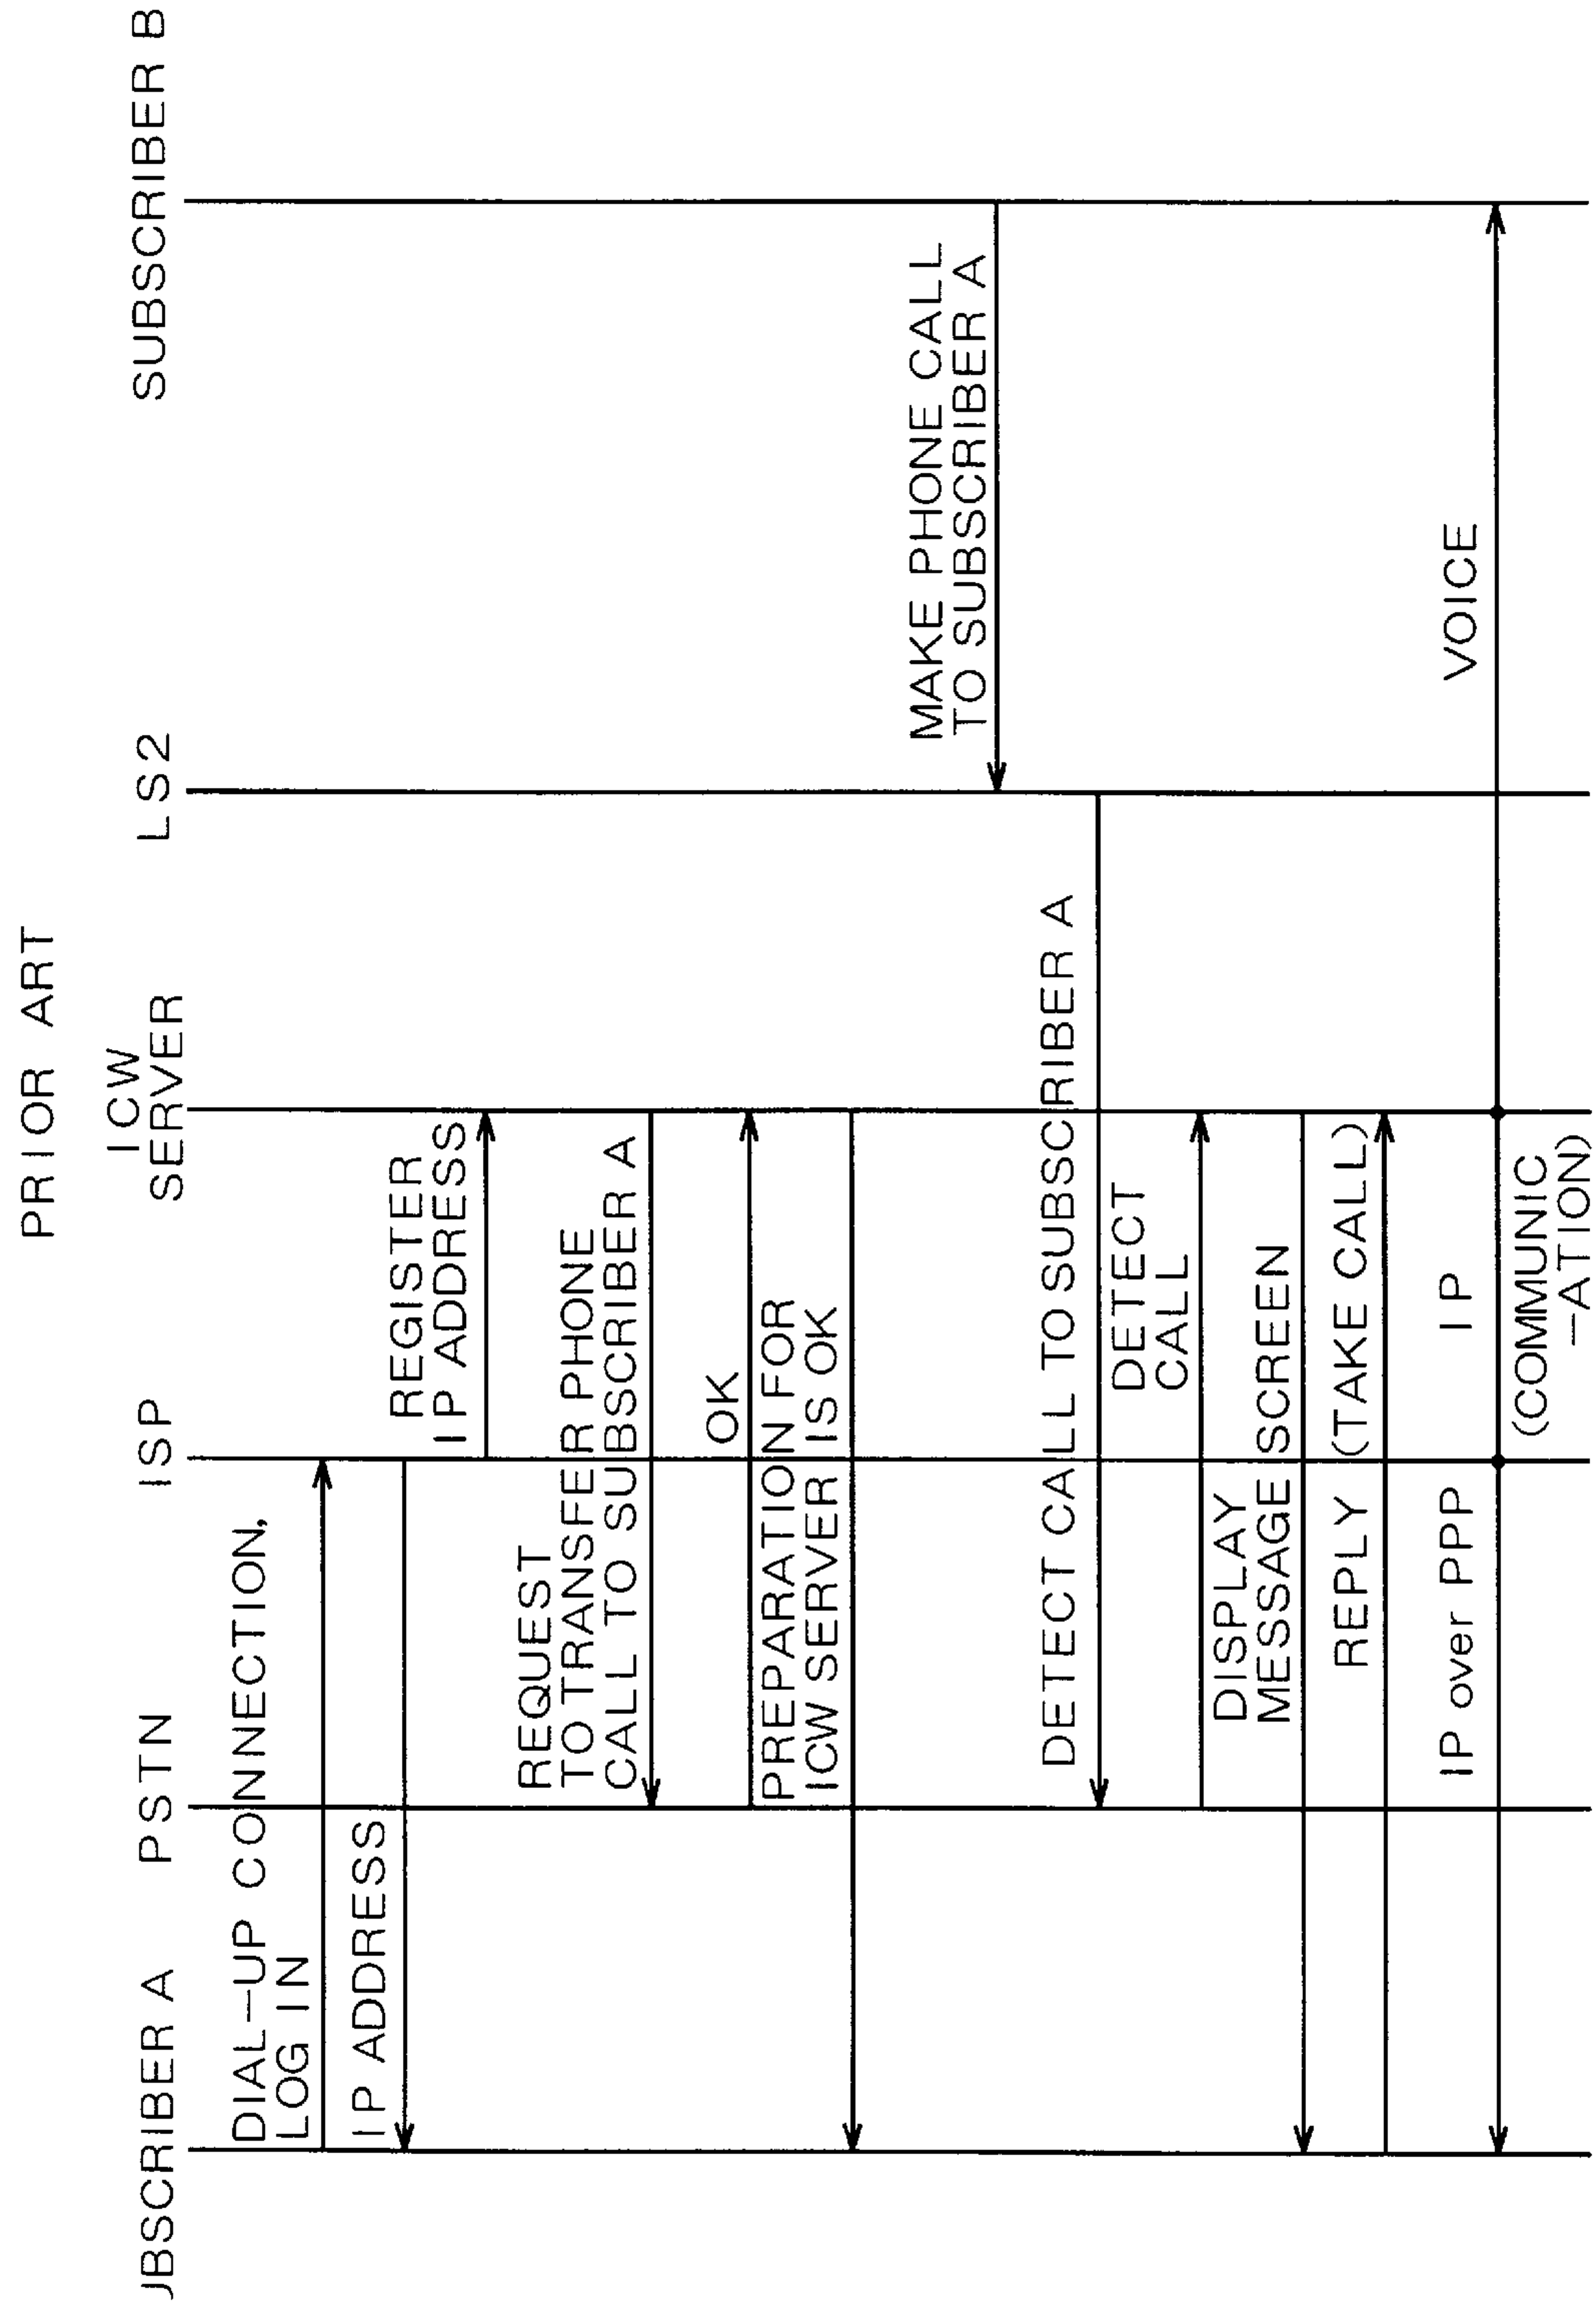 PRIOR ART
JBSCRIBER A
PSTN
ISP
ICW
SERVER
LS2
SUBSCRIBER B
DIAL-UP CONNECTION,
LOG IN
IP ADDRESS
REGISTER
IP ADDRESS
REQUEST
TO TRANSFER PHONE
CALL TO SUBSCRIBER A
OK
PREPARATION FOR
ICW SERVER IS OK
MAKE PHONE CALL
TO SUBSCRIBER A
DETECT CALL TO SUBSCRIBER A
DETECT
CALL
DISPLAY
MESSAGE SCREEN
REPLY (TAKE CALL)
IP over PPP
IP
VOICE
(COMMUNIC
-ATION)